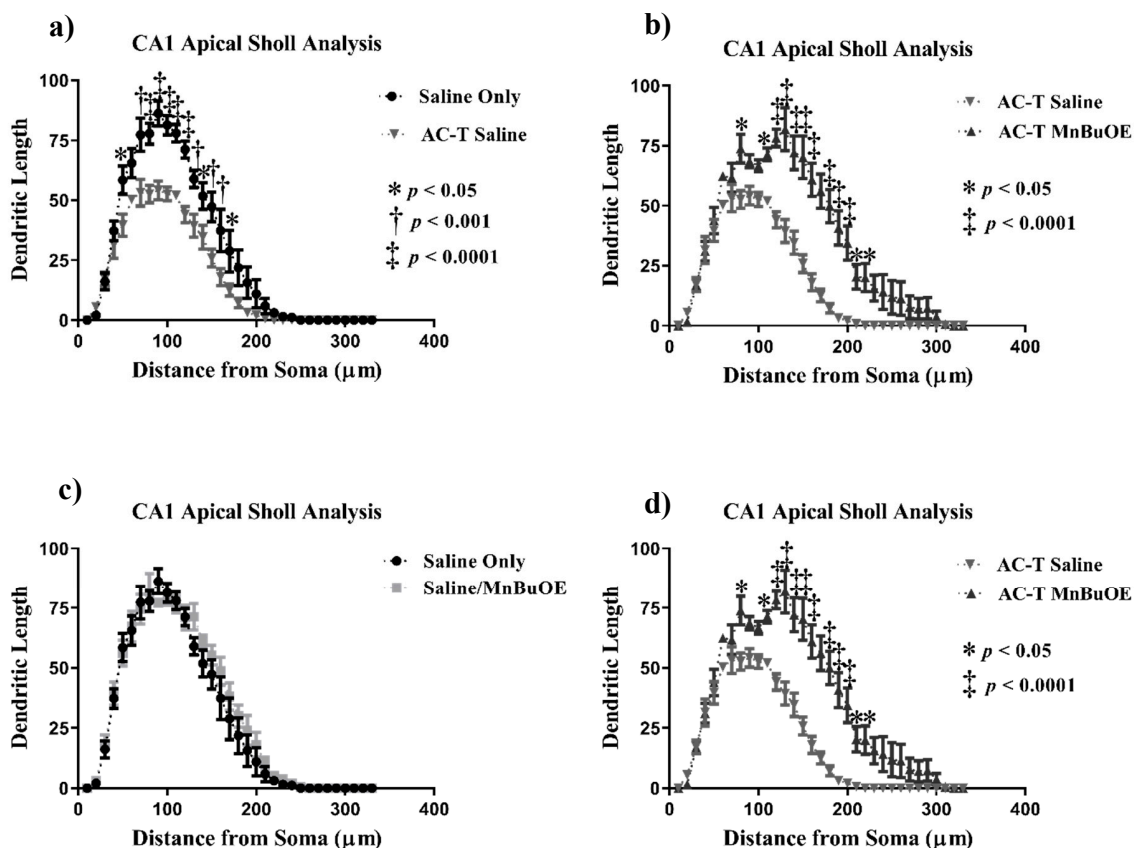 a)
CA1 Apical Sholl Analysis
Dendritic Length
100
75
50
25
0
0 100 200 300 400
Distance from Soma (μm)
Saline Only
AC-T Saline
* p < 0.05
† p < 0.001
‡ p < 0.0001
b)
CA1 Apical Sholl Analysis
Dendritic Length
100
75
50
25
0
0 100 200 300 400
Distance from Soma (μm)
AC-T Saline
AC-T MnBuOE
* p < 0.05
‡ p < 0.0001
c)
CA1 Apical Sholl Analysis
Dendritic Length
100
75
50
25
0
0 100 200 300 400
Distance from Soma (μm)
Saline Only
Saline/MnBuOE
d)
CA1 Apical Sholl Analysis
Dendritic Length
100
75
50
25
0
0 100 200 300 400
Distance from Soma (μm)
AC-T Saline
AC-T MnBuOE
* p < 0.05
‡ p < 0.0001